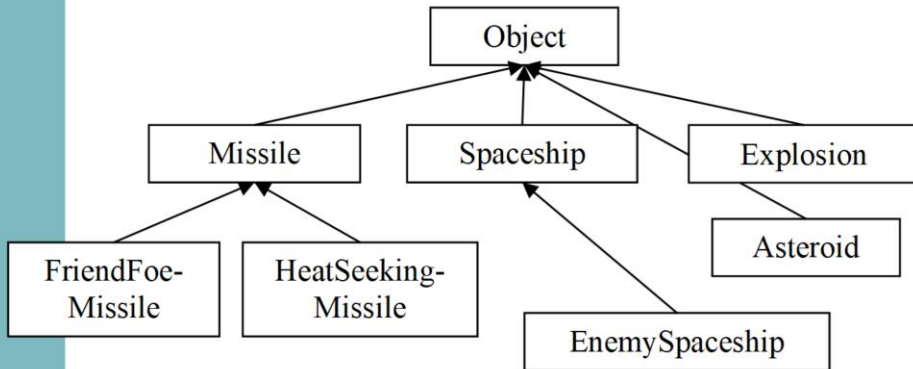 Object
Missile
Spaceship
Explosion
Asteroid
FriendFoe-
Missile
HeatSeeking-
Missile
EnemySpaceship